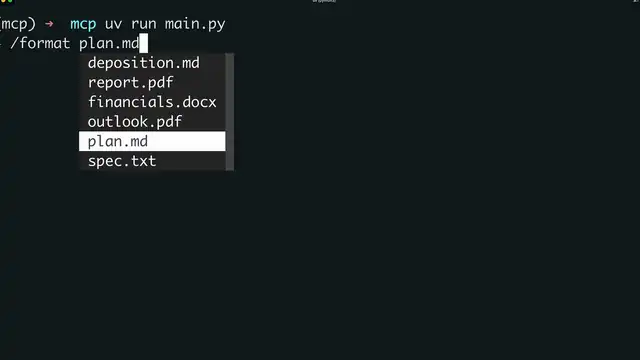 (mcp) → mcp uv run main.py
/format plan.md
deposition.md
report.pdf
financials.docx
outlook.pdf
plan.md
spec.txt